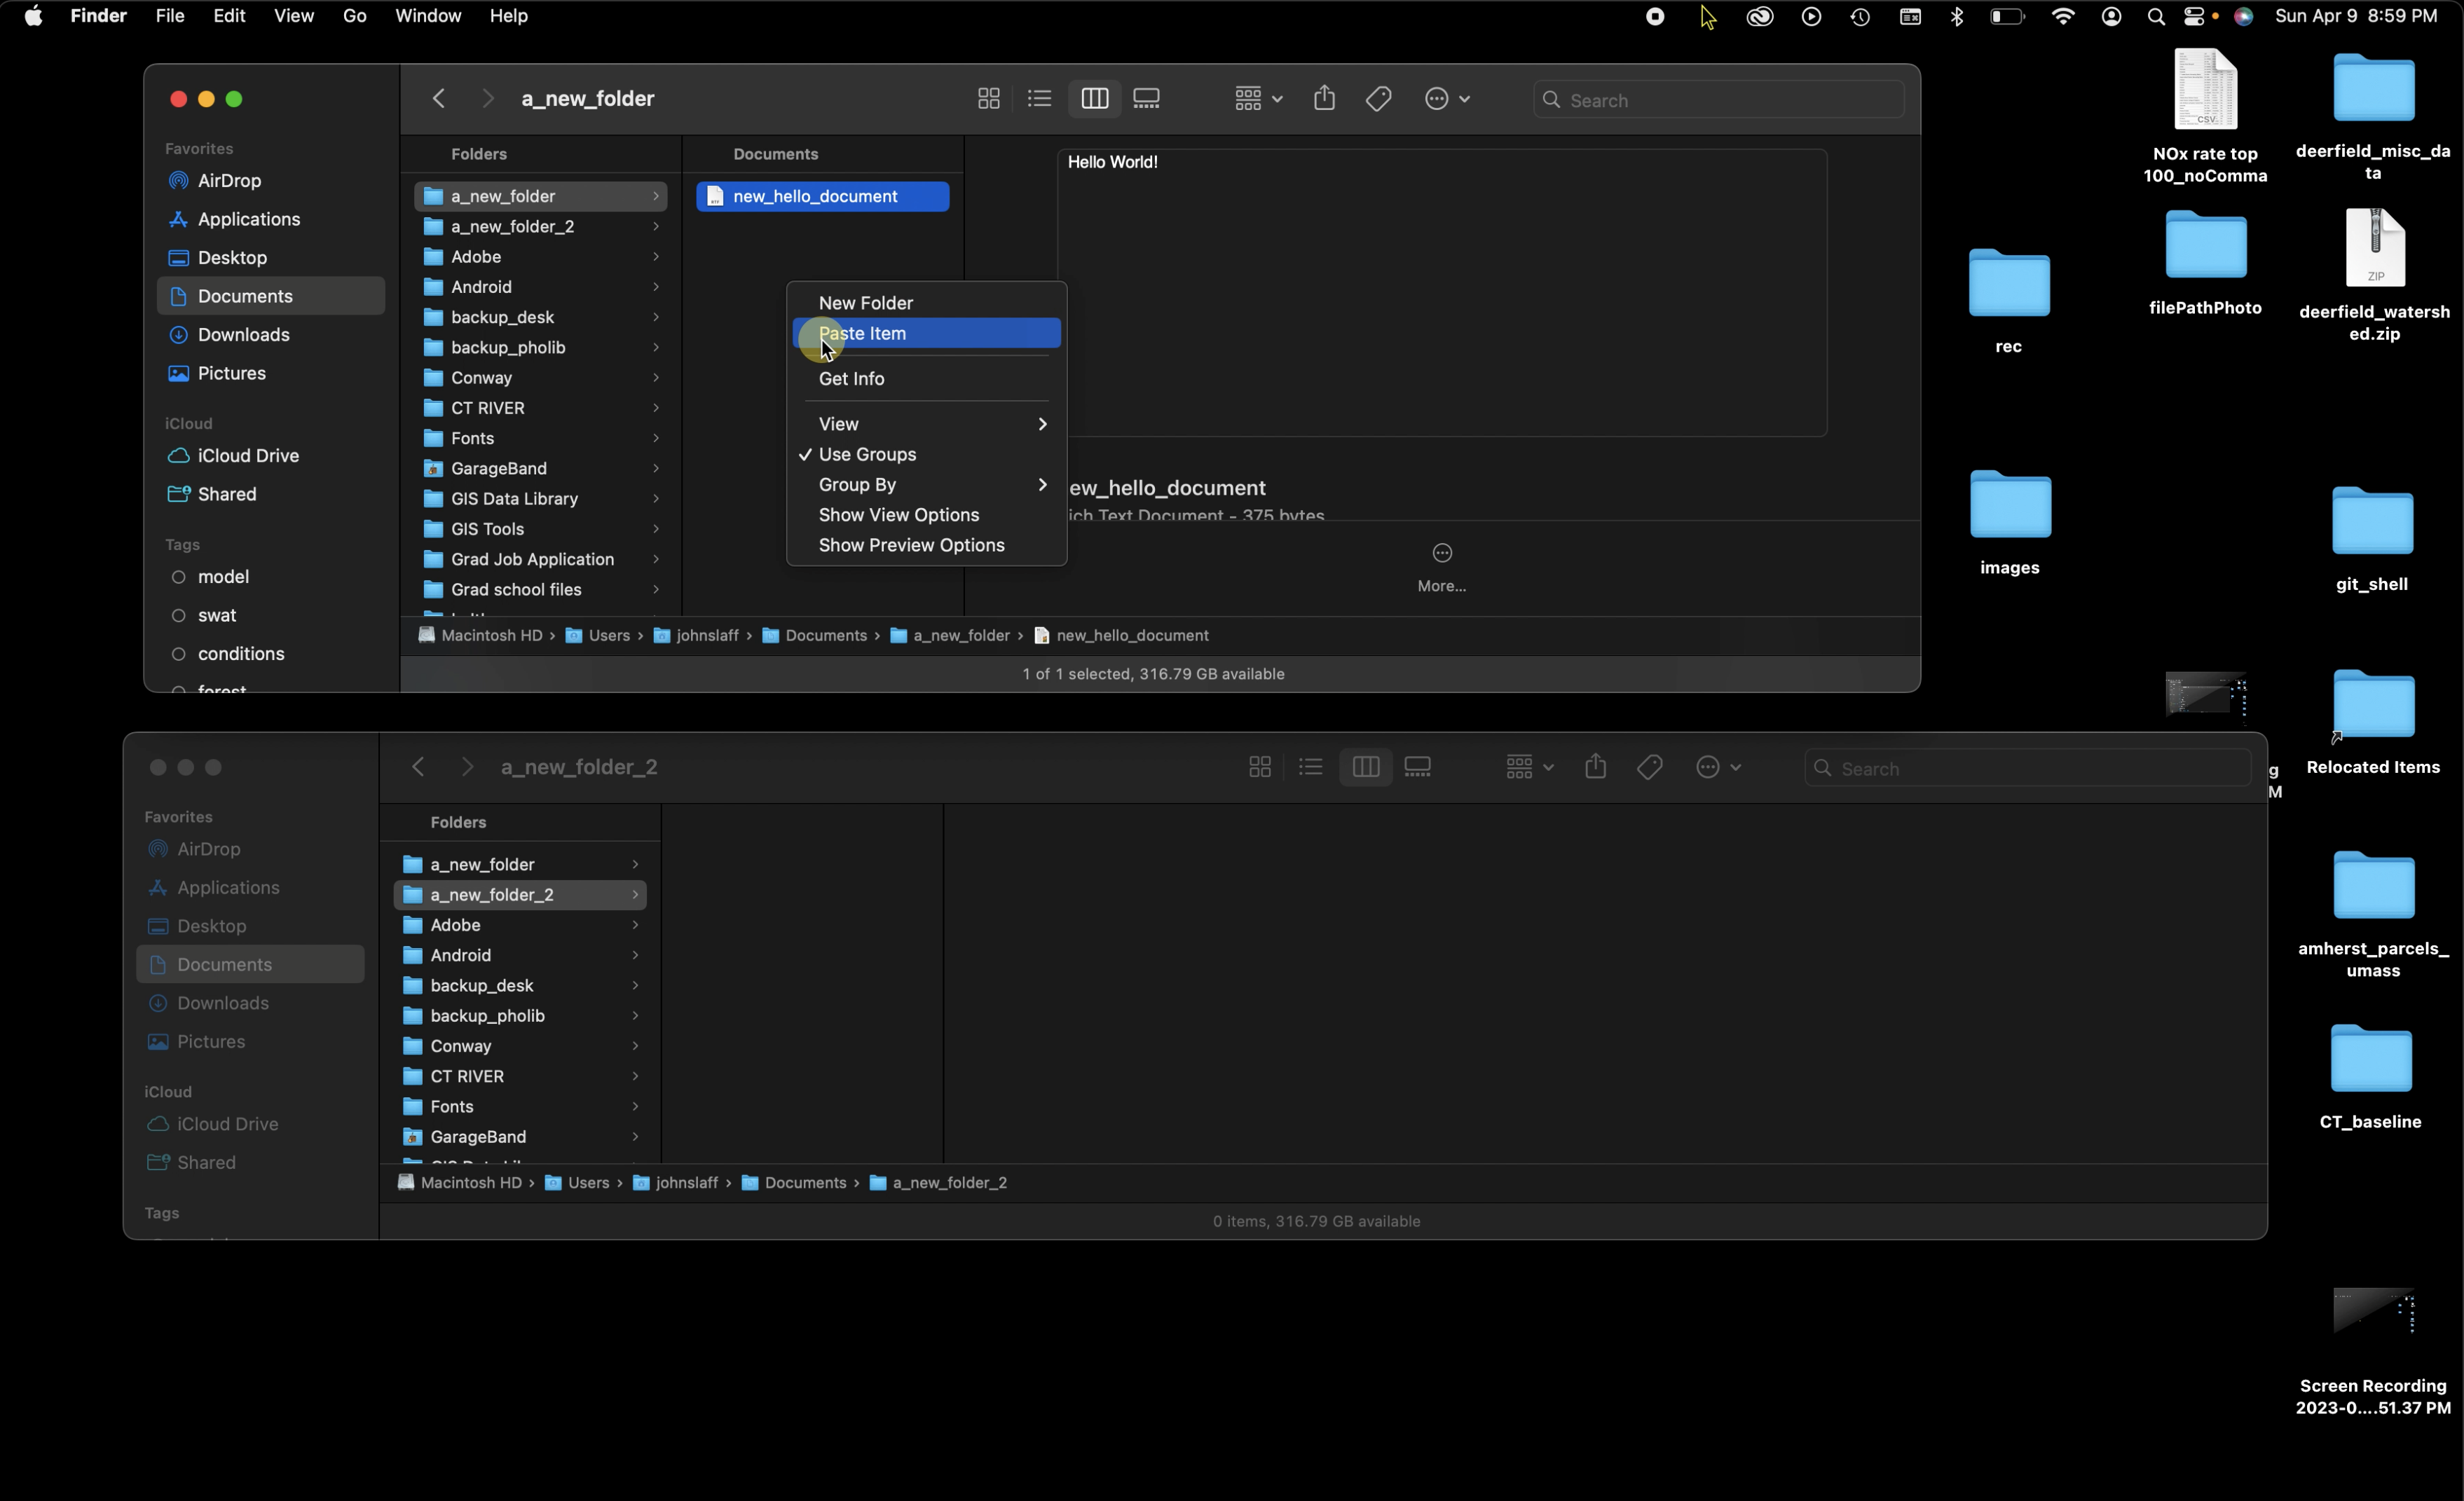 Finder File Edit View Go Window Help
Sun Apr 9 8:59 PM
a_new_folder
Search
Favorites
AirDrop
Applications
Desktop
Documents
Downloads
Pictures
iCloud
iCloud Drive
Shared
Tags
model
swat
conditions
forest
Folders
a_new_folder
a_new_folder_2
Adobe
Android
backup_desk
backup_pholib
Conway
CT RIVER
Fonts
GarageBand
GIS Data Library
GIS Tools
Grad Job Application
Grad school files
Documents
new_hello_document
Hello World!
New Folder
Paste Item
Get Info
View
Use Groups
Group By
Show View Options
Show Preview Options
ew_hello_document
ich Text Document - 375 bytes
More...
Macintosh HD › Users › johnslaff › Documents › a_new_folder › new_hello_document
1 of 1 selected, 316.79 GB available
a_new_folder_2
Search
Favorites
AirDrop
Applications
Desktop
Documents
Downloads
Pictures
iCloud
iCloud Drive
Shared
Tags
Folders
a_new_folder
a_new_folder_2
Adobe
Android
backup_desk
backup_pholib
Conway
CT RIVER
Fonts
GarageBand
Macintosh HD › Users › johnslaff › Documents › a_new_folder_2
0 items, 316.79 GB available
CSV
NOx rate top
100_noComma
deerfield_misc_da
ta
rec
filePathPhoto
ZIP
deerfield_watersh
ed.zip
images
git_shell
g
M
Relocated Items
amherst_parcels_
umass
CT_baseline
Screen Recording
2023-0....51.37 PM